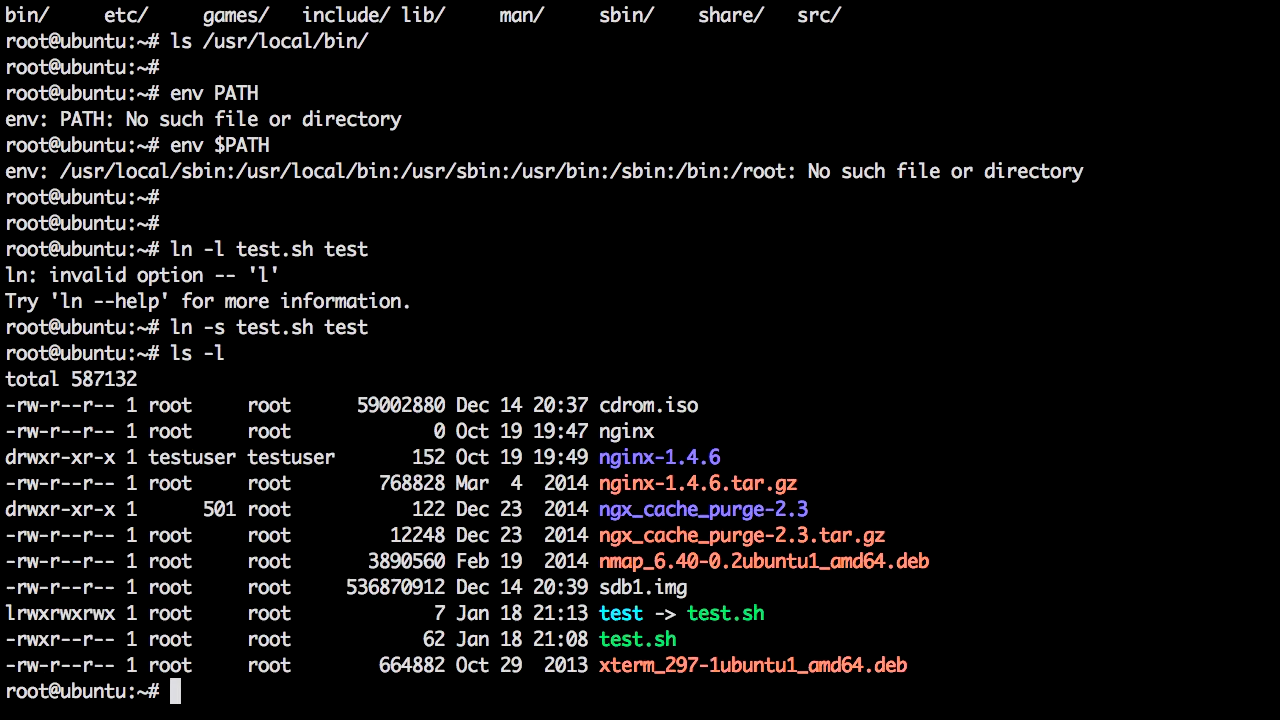 bin/     etc/     games/   include/ lib/     man/     sbin/    share/   src/
root@ubuntu:~# ls /usr/local/bin/
root@ubuntu:~#
root@ubuntu:~# env PATH
env: PATH: No such file or directory
root@ubuntu:~# env $PATH
env: /usr/local/sbin:/usr/local/bin:/usr/sbin:/usr/bin:/sbin:/bin:/root: No such file or directory
root@ubuntu:~#
root@ubuntu:~#
root@ubuntu:~# ln -l test.sh test
ln: invalid option -- 'l'
Try 'ln --help' for more information.
root@ubuntu:~# ln -s test.sh test
root@ubuntu:~# ls -l
total 587132
-rw-r--r-- 1 root     root      59002880 Dec 14 20:37 cdrom.iso
-rw-r--r-- 1 root     root             0 Oct 19 19:47 nginx
drwxr-xr-x 1 testuser testuser       152 Oct 19 19:49 nginx-1.4.6
-rw-r--r-- 1 root     root        768828 Mar  4  2014 nginx-1.4.6.tar.gz
drwxr-xr-x 1      501 root           122 Dec 23  2014 ngx_cache_purge-2.3
-rw-r--r-- 1 root     root         12248 Dec 23  2014 ngx_cache_purge-2.3.tar.gz
-rw-r--r-- 1 root     root       3890560 Feb 19  2014 nmap_6.40-0.2ubuntu1_amd64.deb
-rw-r--r-- 1 root     root     536870912 Dec 14 20:39 sdb1.img
lrwxrwxrwx 1 root     root             7 Jan 18 21:13 test -> test.sh
-rwxr--r-- 1 root     root            62 Jan 18 21:08 test.sh
-rw-r--r-- 1 root     root        664882 Oct 29  2013 xterm_297-1ubuntu1_amd64.deb
root@ubuntu:~#